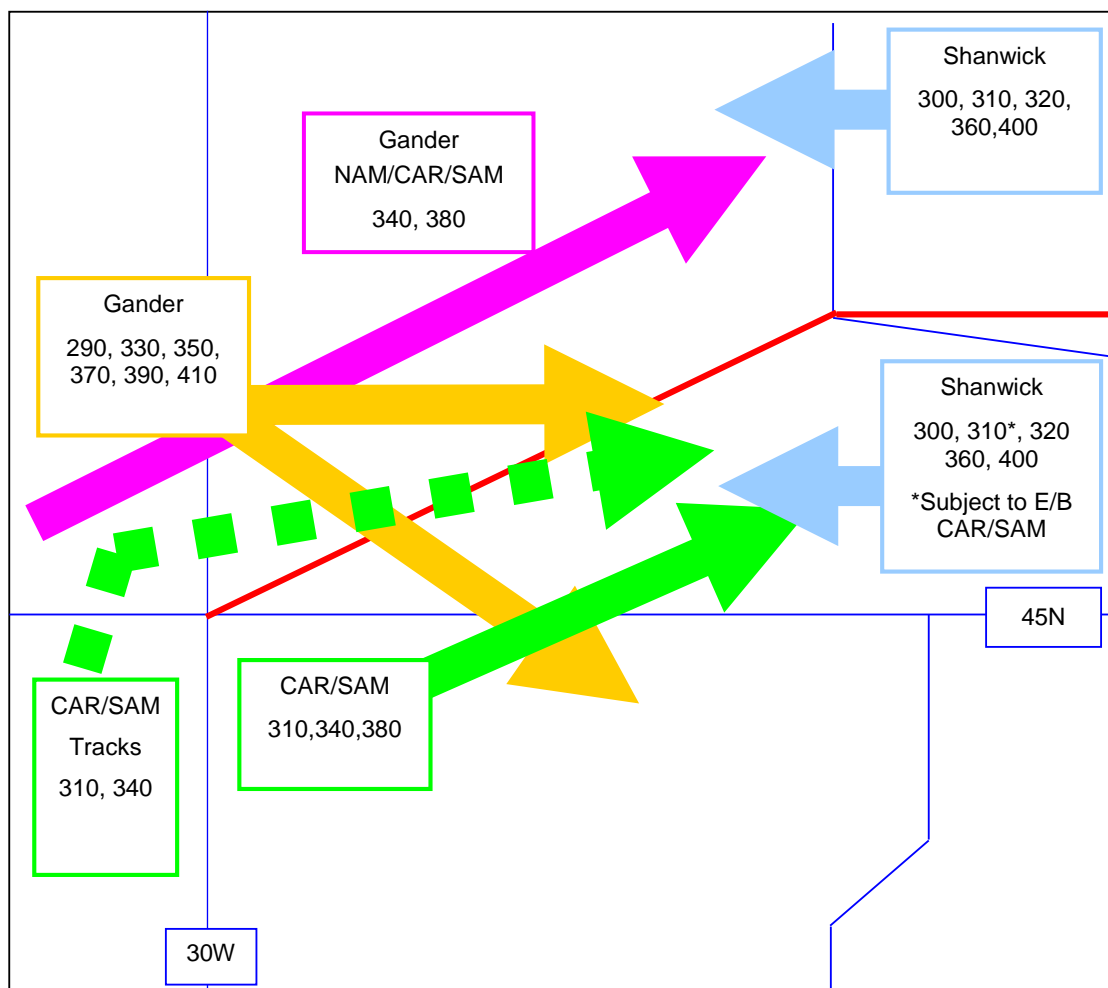 Shanwick
300, 310, 320,
360,400
Gander
NAM/CAR/SAM
340, 380
Gander
290, 330, 350,
370, 390, 410
Shanwick
300, 310*, 320
360, 400
*Subject to E/B
CAR/SAM
45N
CAR/SAM
Tracks
310, 340
CAR/SAM
310,340,380
30W